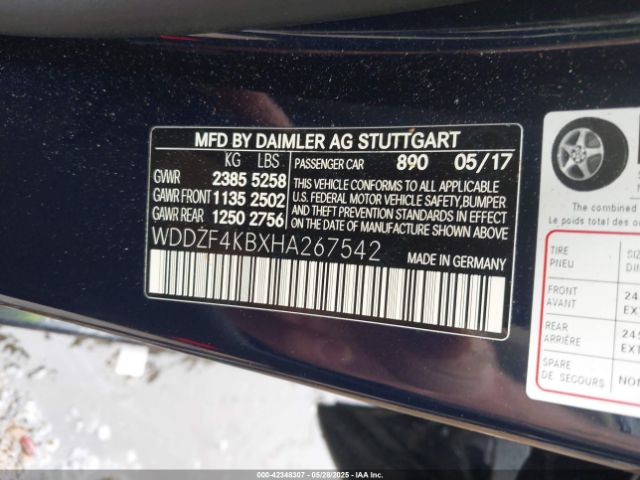 MFD BY DAIMLER AG STUTTGART
KG LBS
GVWR 2385 5258
GAWR FRONT 1135 2502
GAWR REAR 1250 2756
PASSENGER CAR 890 05/17
THIS VEHICLE CONFORMS TO ALL APPLICABLE
U.S. FEDERAL MOTOR VEHICLE SAFETY, BUMPER
AND THEFT PREVENTION STANDARDS IN EFFECT ON THE
DATE OF MANUFACTURE SHOWN ABOVE.
WDDZF4KBXHA267542
MADE IN GERMANY
The combined
Le poids total des
TIRE
PNEU
FRONT
AVANT
24
REAR
ARRIÈRE
245
SPARE
DE SECOURS
00-42348307 — 05/28/2025 — IAA Inc.